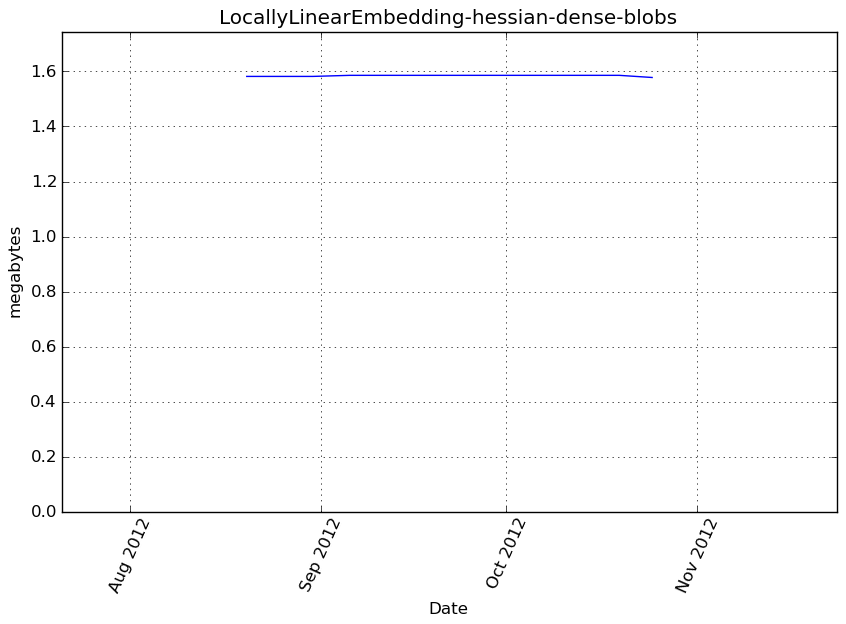 LocallyLinearEmbedding-hessian-dense-blobs
1.6
1.4
1.2
1.0
0.8
0.6
0.4
0.2
0.0
megabytes
Aug 2012
Sep 2012
Oct 2012
Nov 2012
Date